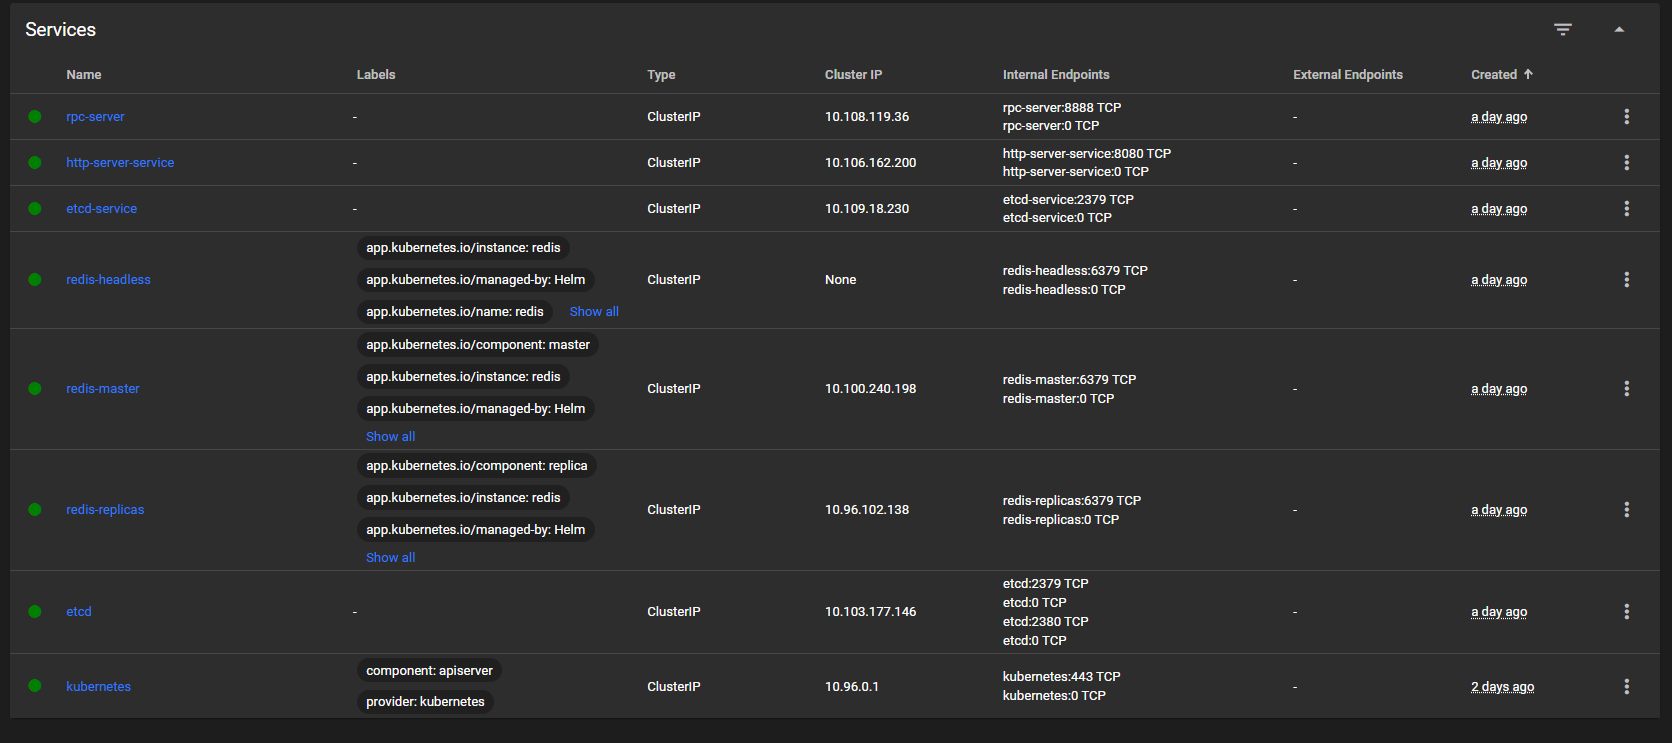 Services
Name Labels Type Cluster IP Internal Endpoints External Endpoints Created ↑
rpc-server - ClusterIP 10.108.119.36 rpc-server:8888 TCP - a day ago
rpc-server:0 TCP
http-server-service - ClusterIP 10.106.162.200 http-server-service:8080 TCP - a day ago
http-server-service:0 TCP
etcd-service - ClusterIP 10.109.18.230 etcd-service:2379 TCP - a day ago
etcd-service:0 TCP
app.kubernetes.io/instance: redis
redis-headless app.kubernetes.io/managed-by: Helm ClusterIP None redis-headless:6379 TCP - a day ago
redis-headless:0 TCP
app.kubernetes.io/name: redis Show all
app.kubernetes.io/component: master
app.kubernetes.io/instance: redis
redis-master ClusterIP 10.100.240.198 redis-master:6379 TCP - a day ago
redis-master:0 TCP
app.kubernetes.io/managed-by: Helm
Show all
app.kubernetes.io/component: replica
app.kubernetes.io/instance: redis
redis-replicas ClusterIP 10.96.102.138 redis-replicas:6379 TCP - a day ago
redis-replicas:0 TCP
app.kubernetes.io/managed-by: Helm
Show all
etcd:2379 TCP
etcd:0 TCP
etcd - ClusterIP 10.103.177.146 etcd:2380 TCP - a day ago
etcd:0 TCP
component: apiserver
kubernetes ClusterIP 10.96.0.1 kubernetes:443 TCP - 2 days ago
kubernetes:0 TCP
provider: kubernetes